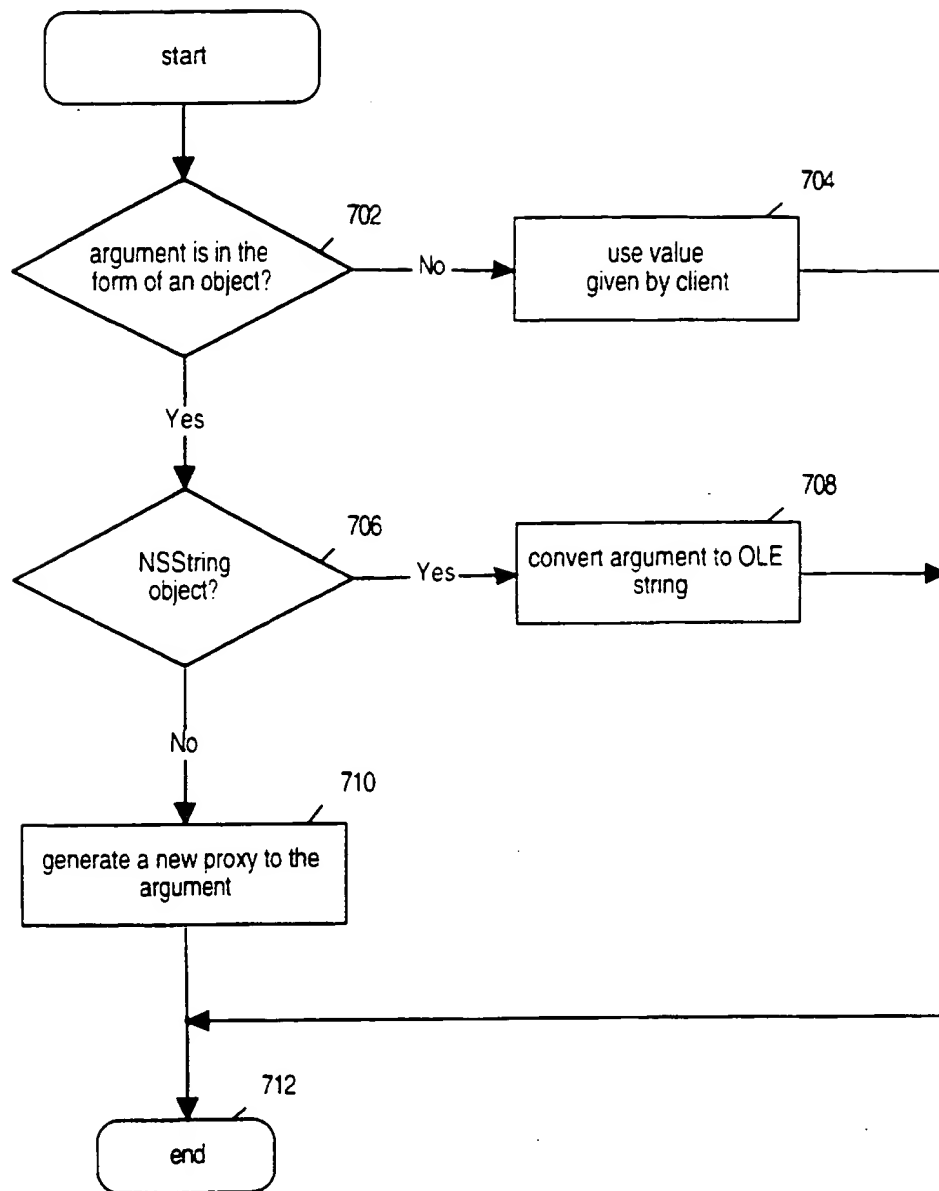 start
702
argument is in the
form of an object?
No
704
use value
given by client
Yes
706
NSString
object?
Yes
708
convert argument to OLE
string
No
710
generate a new proxy to the
argument
712
end